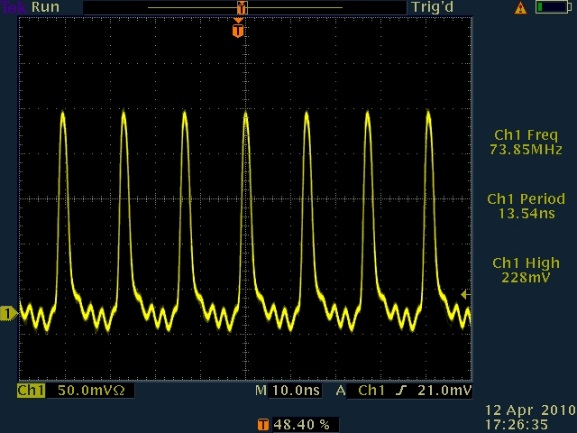 Tek Run Trig'd
T
T
Ch1 Freq
73.85MHz
Ch1 Period
13.54ns
Ch1 High
228mV
1
Ch1 50.0mVΩ M 10.0ns A Ch1 ƒ 21.0mV
T 48.40 %
12 Apr 2010
17:26:35